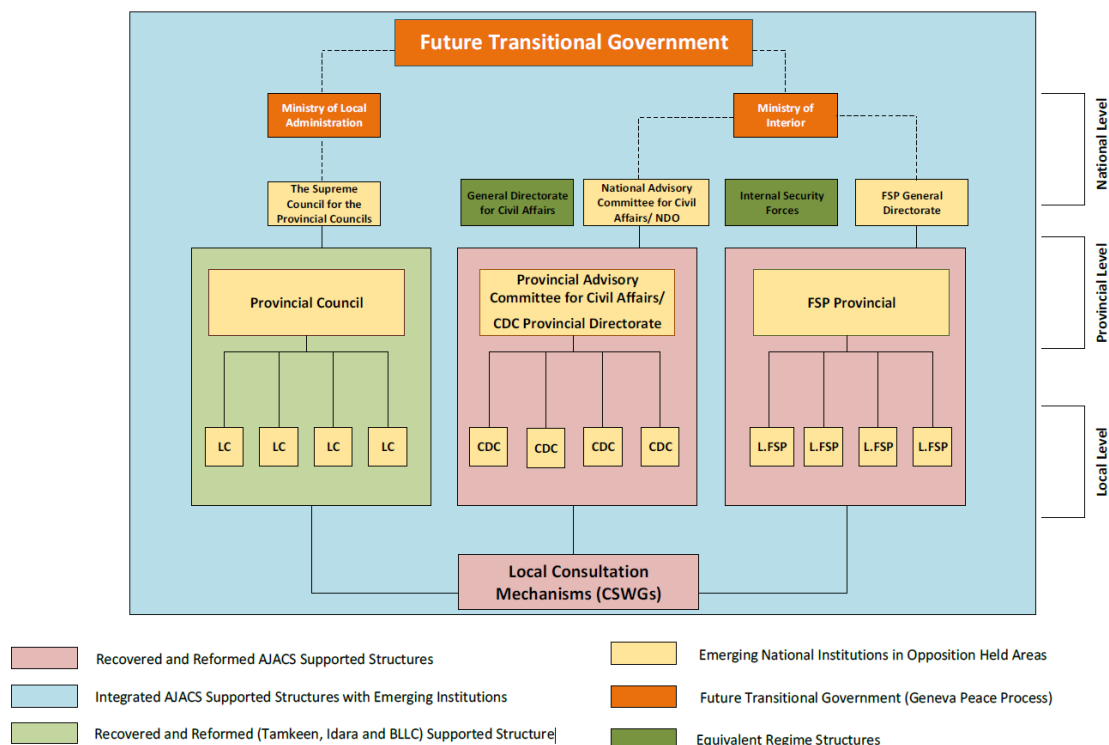 Future Transitional Government
Ministry of Local
Administration
Ministry of
Interior
National Level
The Supreme
Council for the
Provincial Councils
General Directorate
for Civil Affairs
National Advisory
Committee for Civil
Affairs/ NDO
Internal Security
Forces
FSP General
Directorate
Provincial Level
Provincial Council
Provincial Advisory
Committee for Civil Affairs/
CDC Provincial Directorate
FSP Provincial
Local Level
LC LC LC LC
CDC CDC CDC CDC
L.FSP L.FSP L.FSP L.FSP
Local Consultation
Mechanisms (CSWGs)
Recovered and Reformed AJACS Supported Structures
Integrated AJACS Supported Structures with Emerging Institutions
Recovered and Reformed (Tamkeen, Idara and BLLC) Supported Structure
Emerging National Institutions in Opposition Held Areas
Future Transitional Government (Geneva Peace Process)
Equivalent Regime Structures